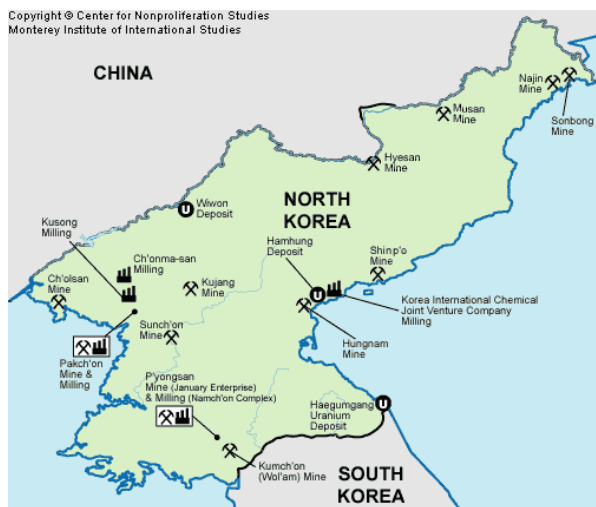 Copyright © Center for Nonproliferation Studies
Monterey Institute of International Studies
CHINA
Najin
Mine
Sonbong
Mine
Musan
Mine
Hyesan
Mine
NORTH
KOREA
U
Wiwon
Deposit
Kusong
Milling
Ch'onma-san
Milling
Hamhung
Deposit
U
Shinp'o
Mine
Ch'olsan
Mine
Kujang
Mine
Korea International Chemical
Joint Venture Company
Milling
Sunch'on
Mine
Hungnam
Mine
Pakch'on
Mine &
Milling
P'yongsan
Mine (January Enterprise)
& Milling (Namch'on Complex)
Haegumgang
Uranium
Deposit
U
Kumch'on
(Wol'am) Mine
SOUTH
KOREA